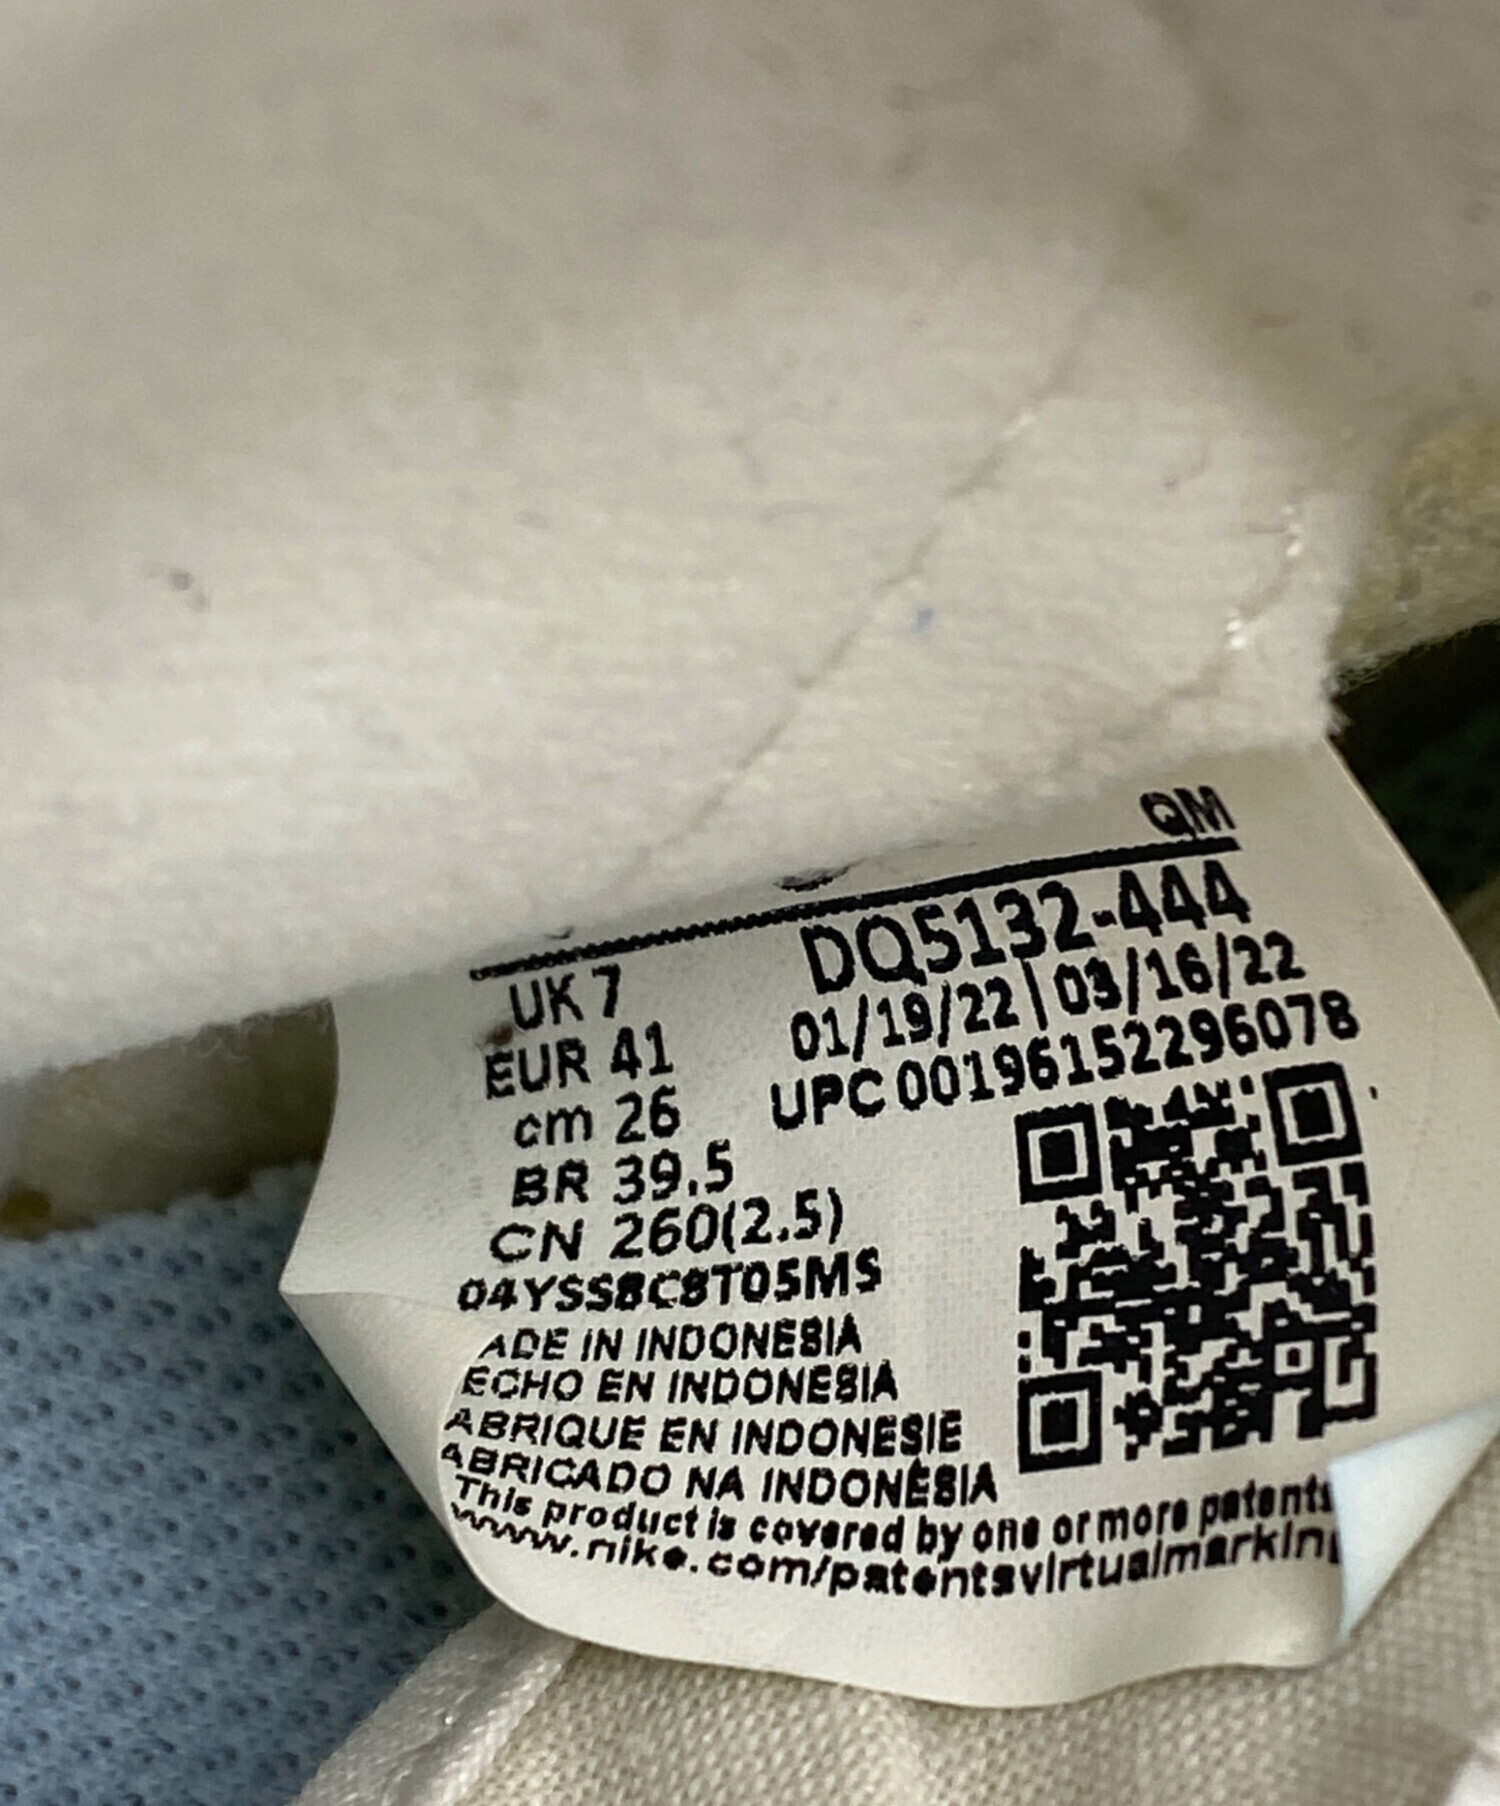 QM
DQ5132-444
01/19/22 | 03/16/22
UPC 00196152296078
UK 7
EUR 41
cm 26
BR 39.5
CN 260(2.5)
04YSS8C8T05MS
ADE IN INDONESIA
ECHO EN INDONESIA
ABRIQUE EN INDONESIE
ABRICADO NA INDONÉSIA
This product is covered by one or more patents
www.nike.com/patentsvirtualmarking